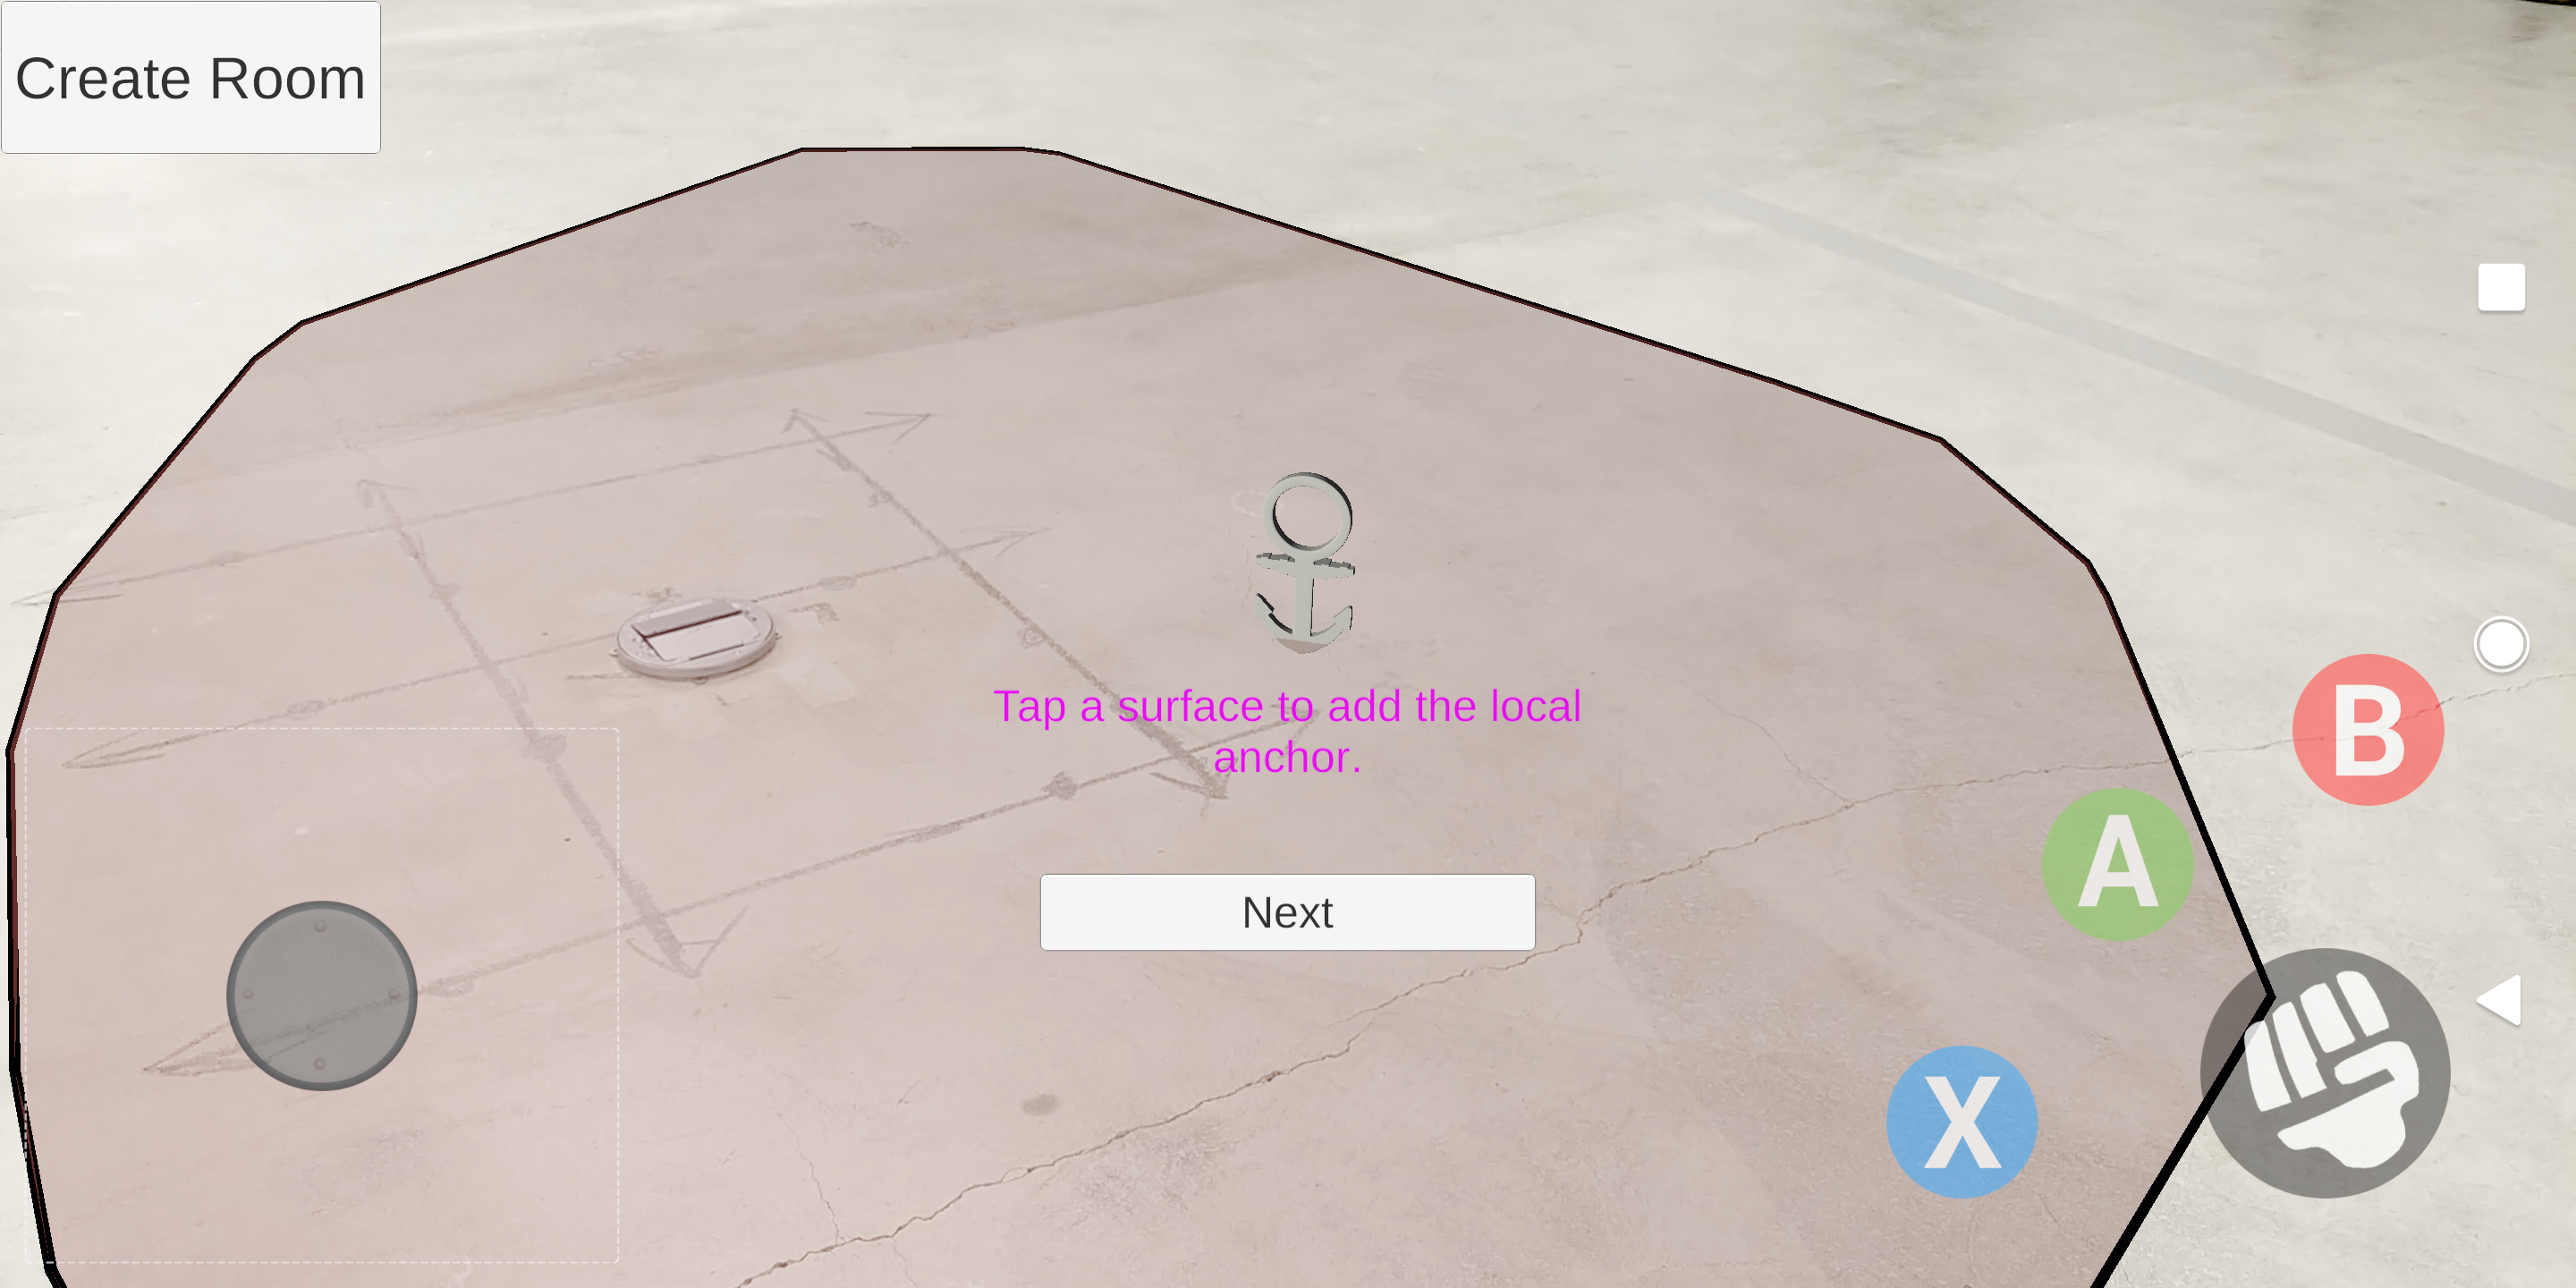 Create Room
Tap a surface to add the local
anchor.
Next
B
A
X